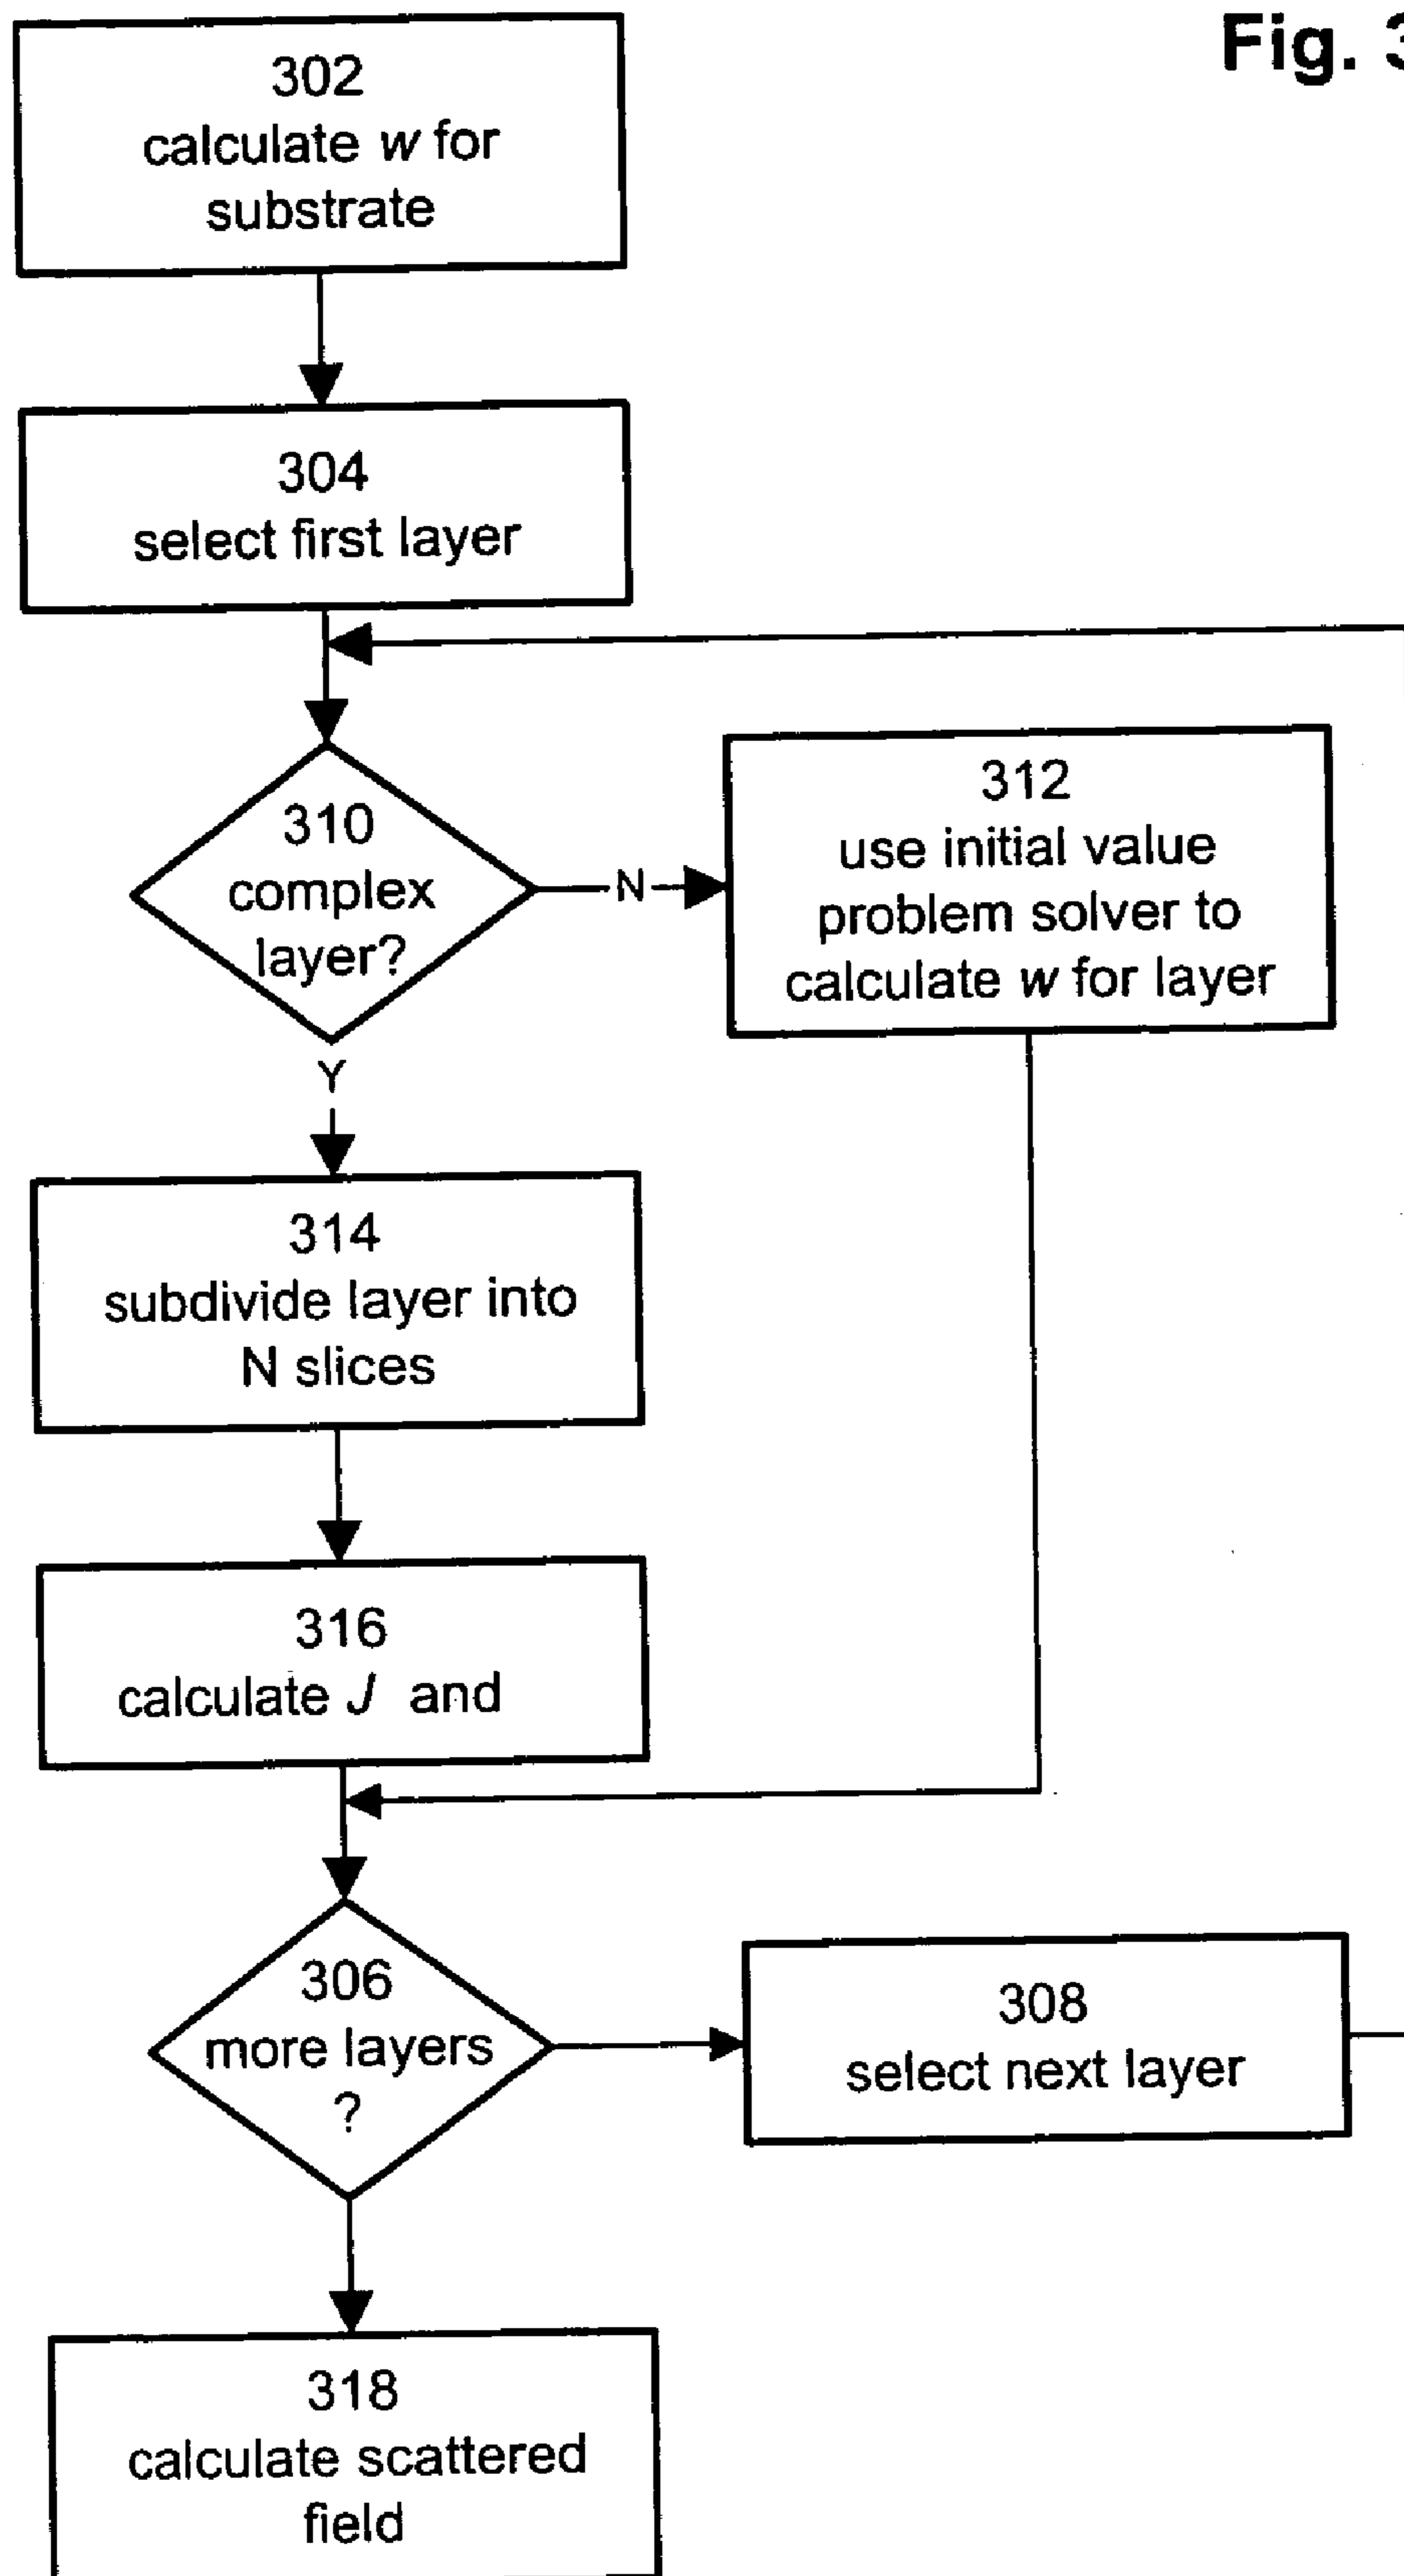 Fig. 3
302
calculate w for
substrate
304
select first layer
310
complex
layer?
N
312
use initial value
problem solver to
calculate w for layer
Y
314
subdivide layer into
N slices
316
calculate J and
306
more layers
?
308
select next layer
318
calculate scattered
field